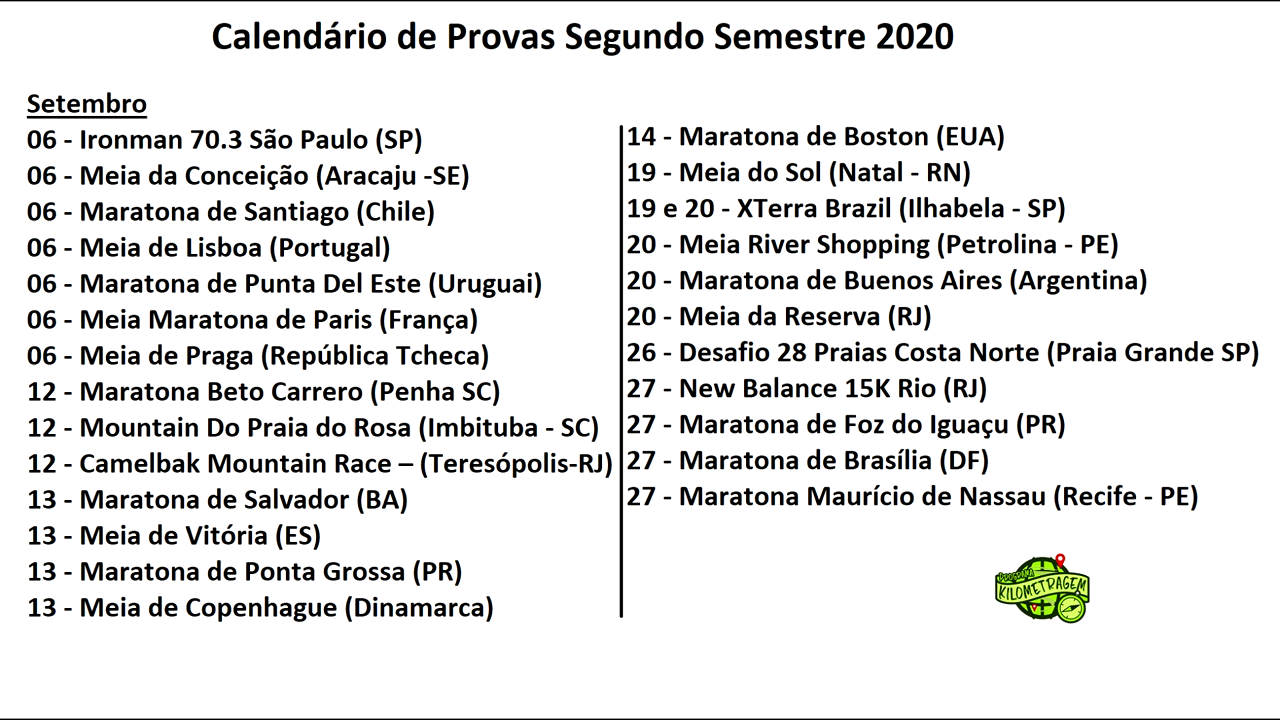 Calendário de Provas Segundo Semestre 2020
Setembro
06 - Ironman 70.3 São Paulo (SP)
06 - Meia da Conceição (Aracaju -SE)
06 - Maratona de Santiago (Chile)
06 - Meia de Lisboa (Portugal)
06 - Maratona de Punta Del Este (Uruguai)
06 - Meia Maratona de Paris (França)
06 - Meia de Praga (República Tcheca)
12 - Maratona Beto Carrero (Penha SC)
12 - Mountain Do Praia do Rosa (Imbituba - SC)
12 - Camelbak Mountain Race – (Teresópolis-RJ)
13 - Maratona de Salvador (BA)
13 - Meia de Vitória (ES)
13 - Maratona de Ponta Grossa (PR)
13 - Meia de Copenhague (Dinamarca)
14 - Maratona de Boston (EUA)
19 - Meia do Sol (Natal - RN)
19 e 20 - XTerra Brazil (Ilhabela - SP)
20 - Meia River Shopping (Petrolina - PE)
20 - Maratona de Buenos Aires (Argentina)
20 - Meia da Reserva (RJ)
26 - Desafio 28 Praias Costa Norte (Praia Grande SP)
27 - New Balance 15K Rio (RJ)
27 - Maratona de Foz do Iguaçu (PR)
27 - Maratona de Brasília (DF)
27 - Maratona Maurício de Nassau (Recife - PE)
PROGRAMA
KILOMETRAGEM